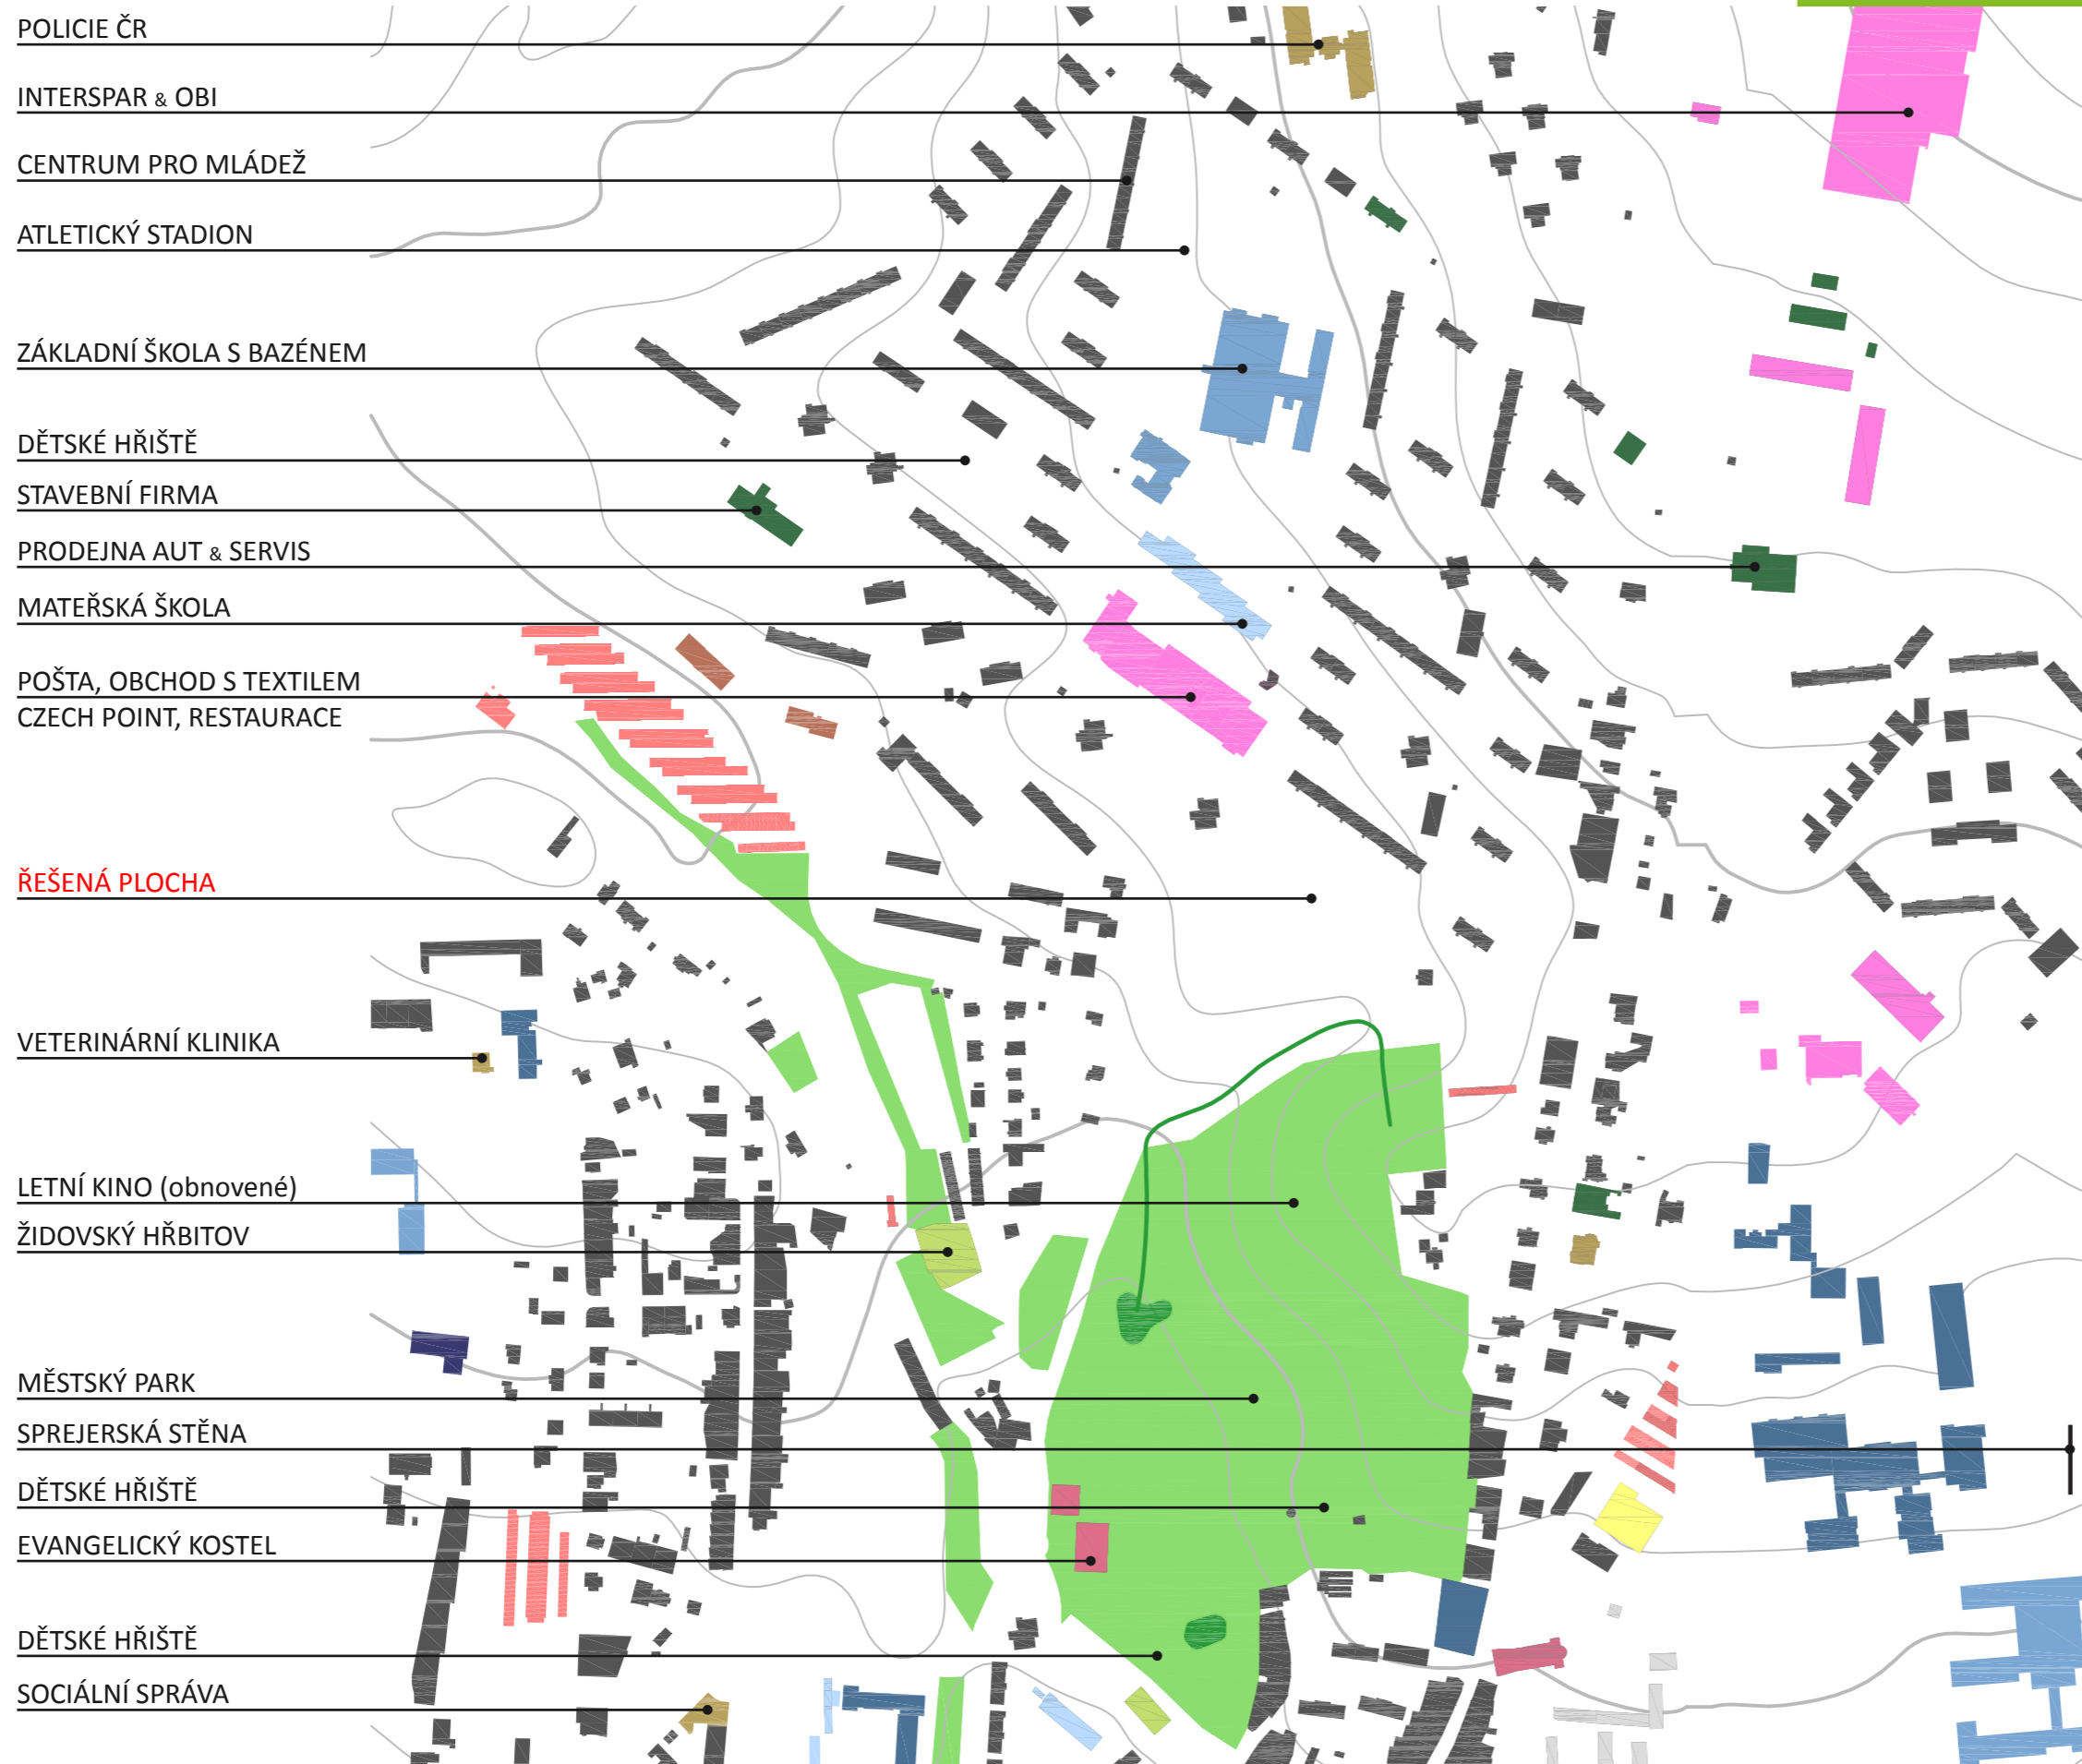 POLICIE ČR
INTERSPAR & OBI
CENTRUM PRO MLÁDEŽ
ATLETICKÝ STADION
ZÁKLADNÍ ŠKOLA S BAZÉNEM
DĚTSKÉ HŘIŠTĚ
STAVEBNÍ FIRMA
PRODEJNA AUT & SERVIS
MATEŘSKÁ ŠKOLA
POŠTA, OBCHOD S TEXTILEM
CZECH POINT, RESTAURACE
ŘEŠENÁ PLOCHA
VETERINÁRNÍ KLINIKA
LETNÍ KINO (obnovené)
ŽIDOVSKÝ HŘBITOV
MĚSTSKÝ PARK
SPREJERSKÁ STĚNA
DĚTSKÉ HŘIŠTĚ
EVANGELICKÝ KOSTEL
DĚTSKÉ HŘIŠTĚ
SOCIÁLNÍ SPRÁVA